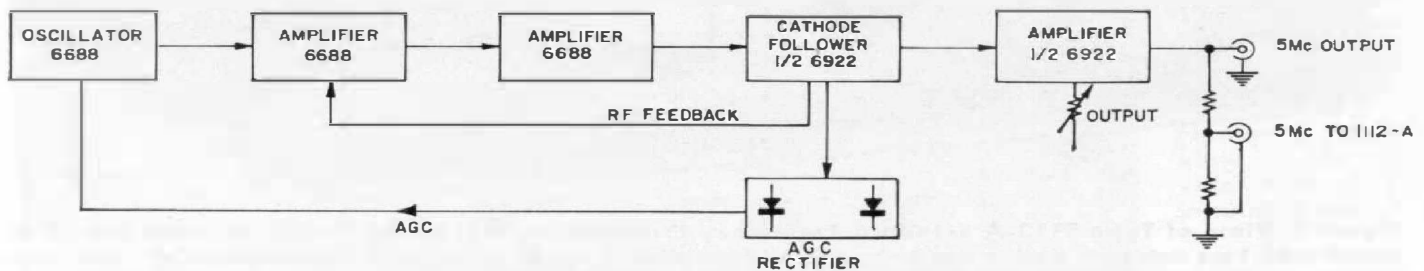 OSCILLATOR
6688
AMPLIFIER
6688
AMPLIFIER
6688
CATHODE
FOLLOWER
1/2 6922
AMPLIFIER
1/2 6922
5Mc OUTPUT
RF FEEDBACK
OUTPUT
5Mc TO 1112-A
AGC
AGC
RECTIFIER